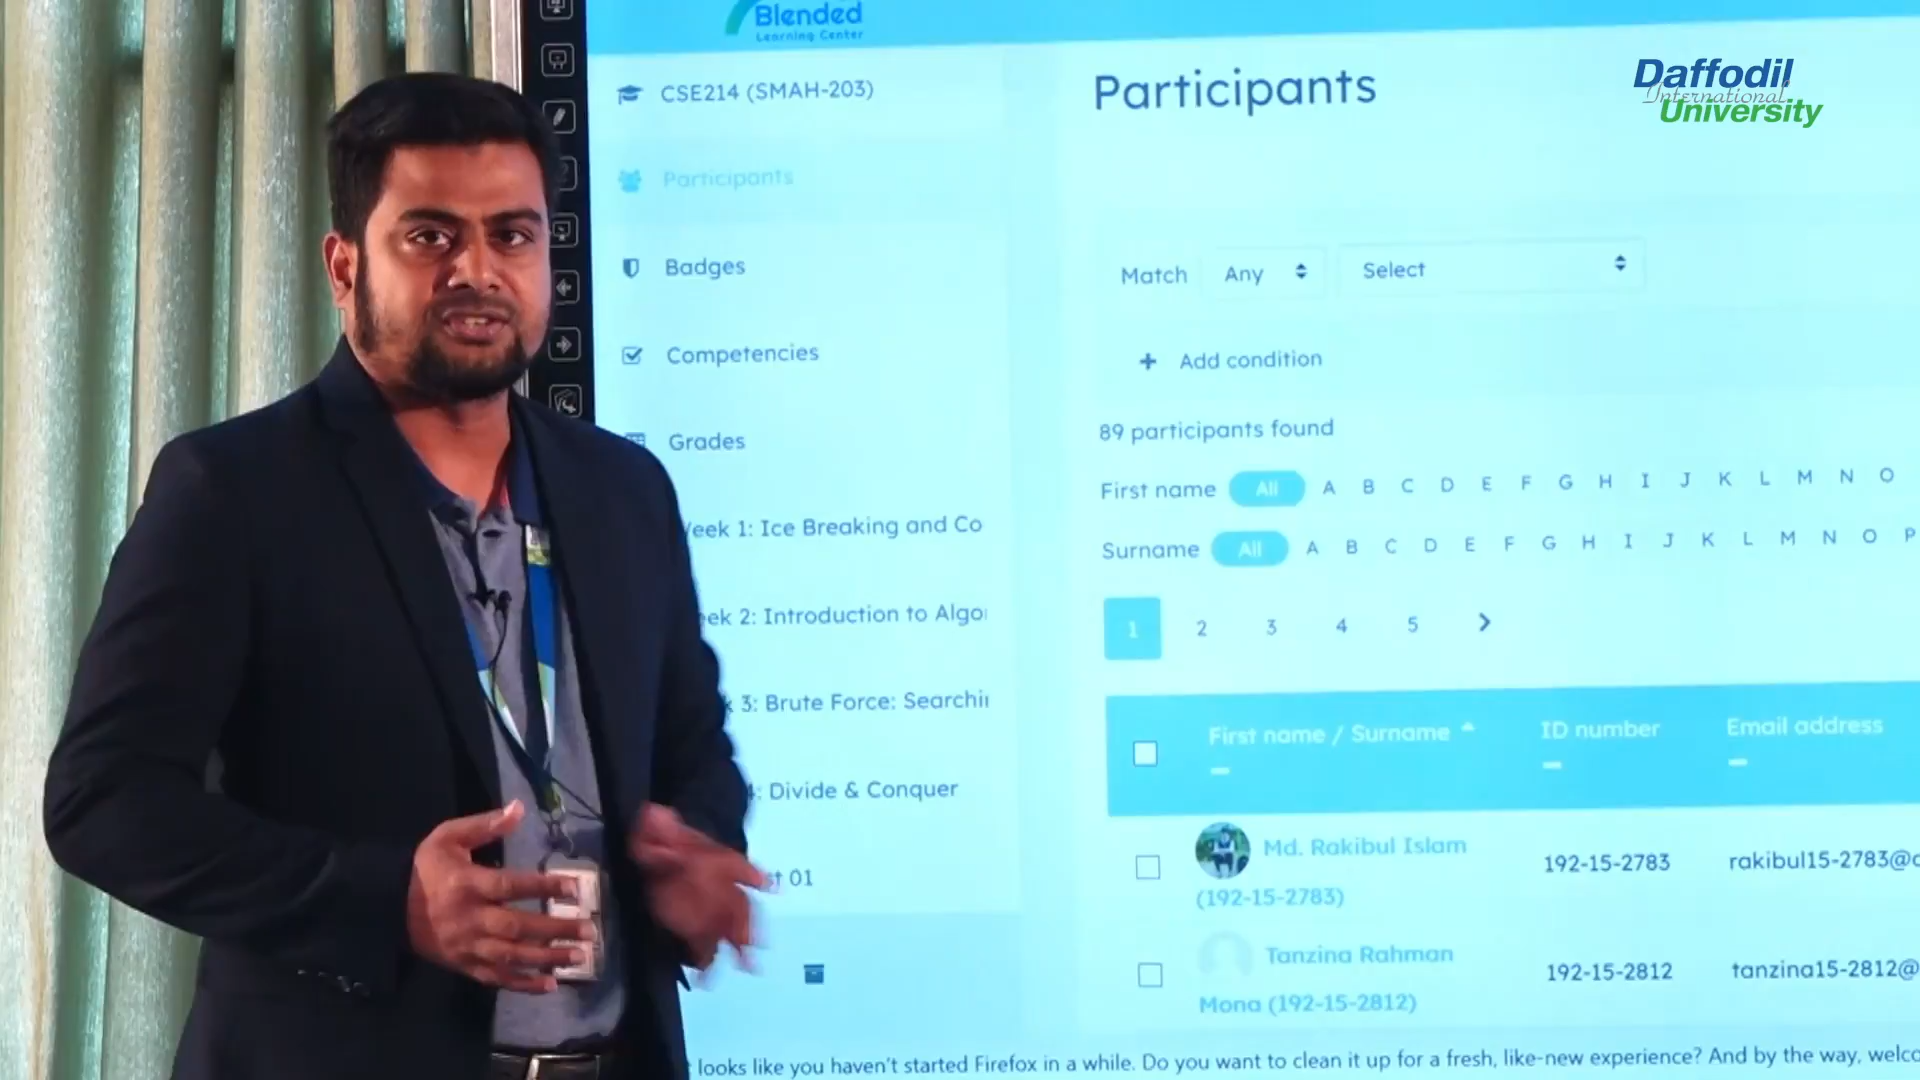 Blended
Learning Center
Daffodil
International
University
CSE214 (SMAH-203)
Participants
Badges
Competencies
Grades
Week 1: Ice Breaking and Co
2: Introduction to Algo
3: Brute Force: Searchi
4: Divide & Conquer
01
Participants
Match Any Select
+ Add condition
89 participants found
First name All A B C D E F G H I J K L M N O
Surname All A B C D E F G H I J K L M N O P
1 2 3 4 5
First name / Surname ID number Email address
Md. Rakibul Islam 192-15-2783 rakibul15-2783@
(192-15-2783)
Tanzina Rahman 192-15-2812 tanzina15-2812@
Mona (192-15-2812)
looks like you haven't started Firefox in a while. Do you want to clean it up for a fresh, like-new experience? And by the way, welco